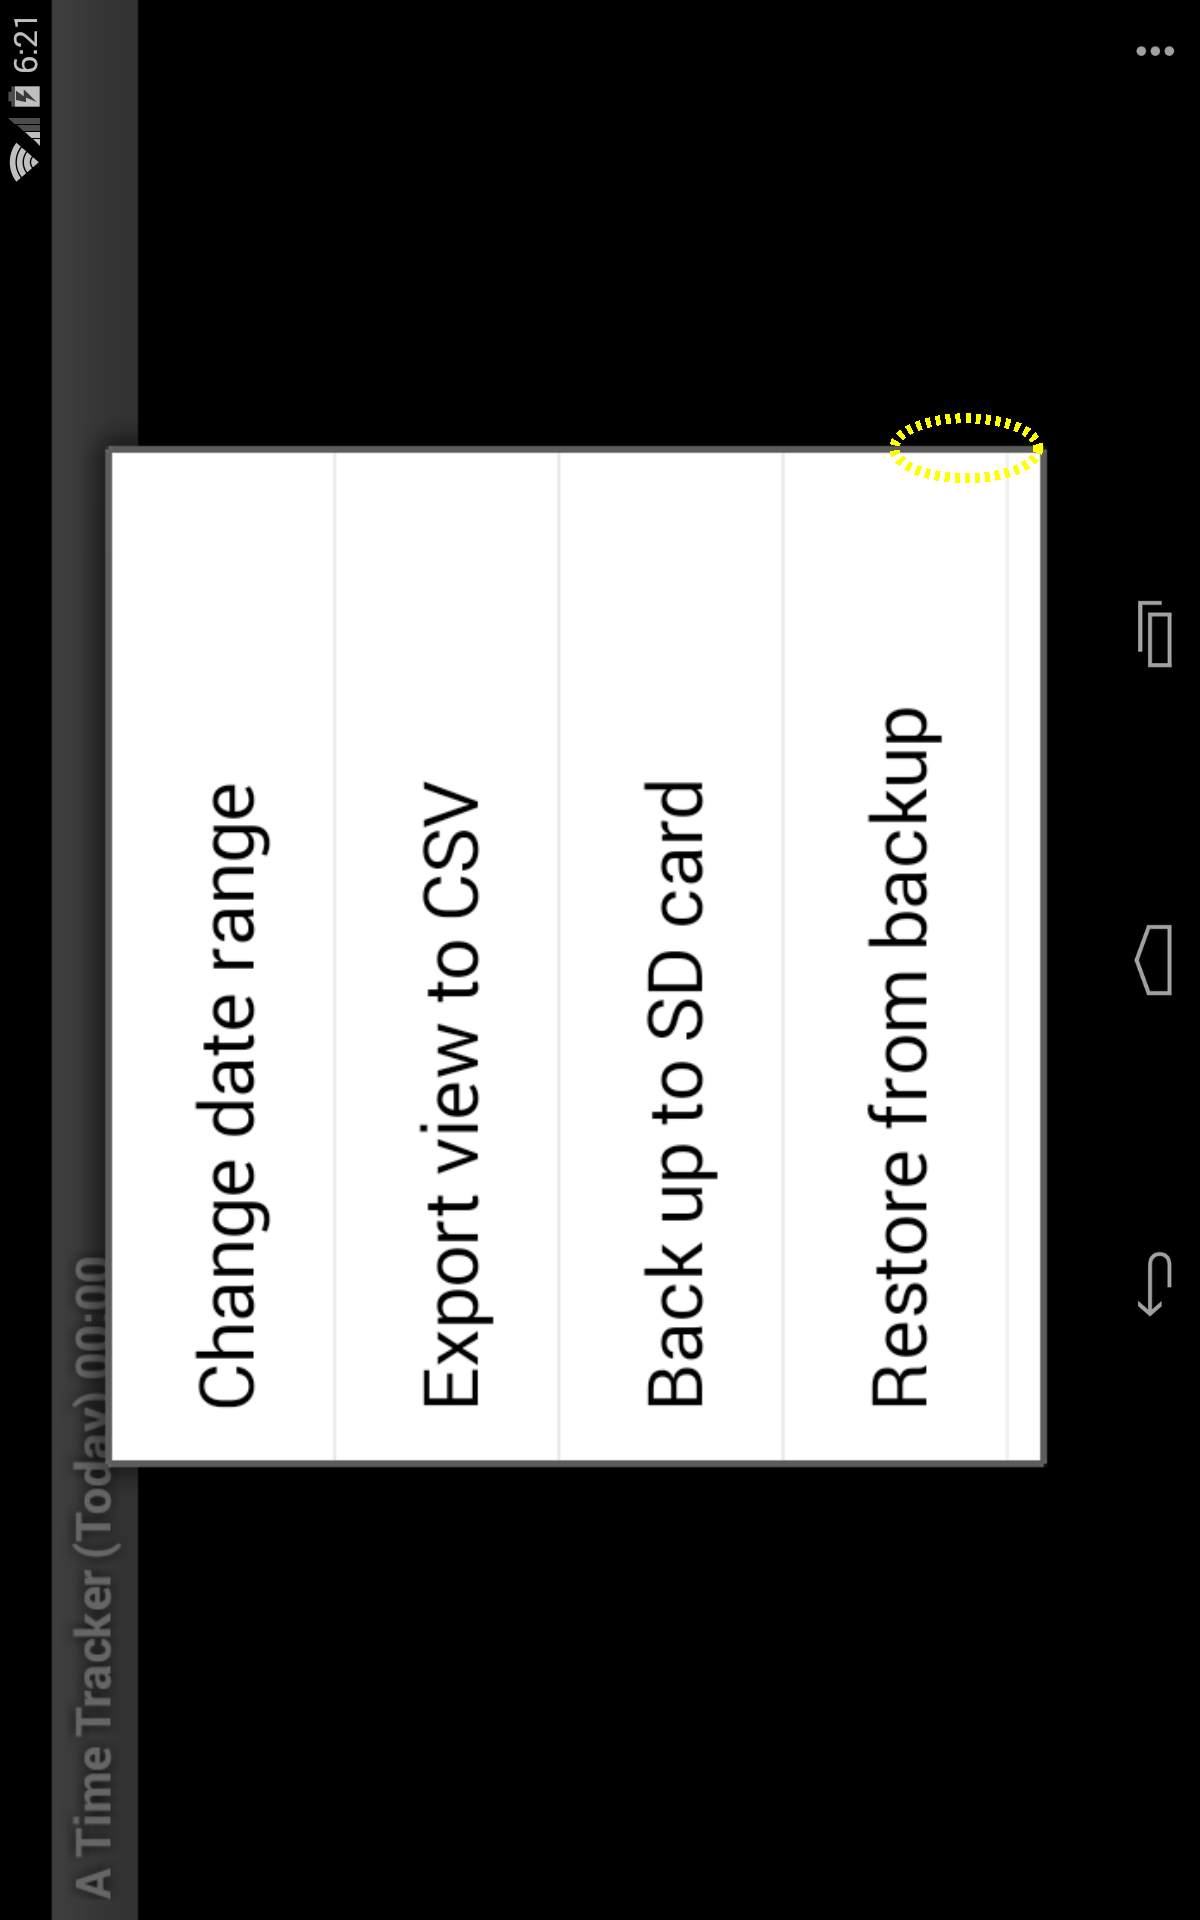 6:21
A Time Tracker (Today) 00:00
Change date range
Export view to CSV
Back up to SD card
Restore from backup